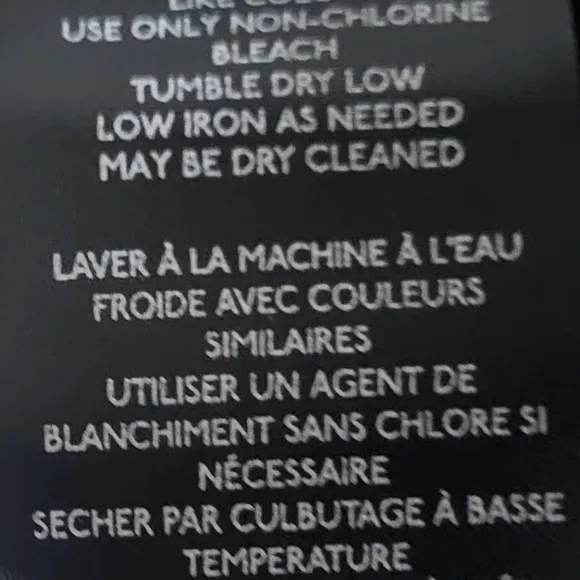 LIKE
USE ONLY NON-CHLORINE
BLEACH
TUMBLE DRY LOW
LOW IRON AS NEEDED
MAY BE DRY CLEANED
LAVER À LA MACHINE À L'EAU
FROIDE AVEC COULEURS
SIMILAIRES
UTILISER UN AGENT DE
BLANCHIMENT SANS CHLORE SI
NÉCESSAIRE
SECHER PAR CULBUTAGE À BASSE
TEMPERATURE